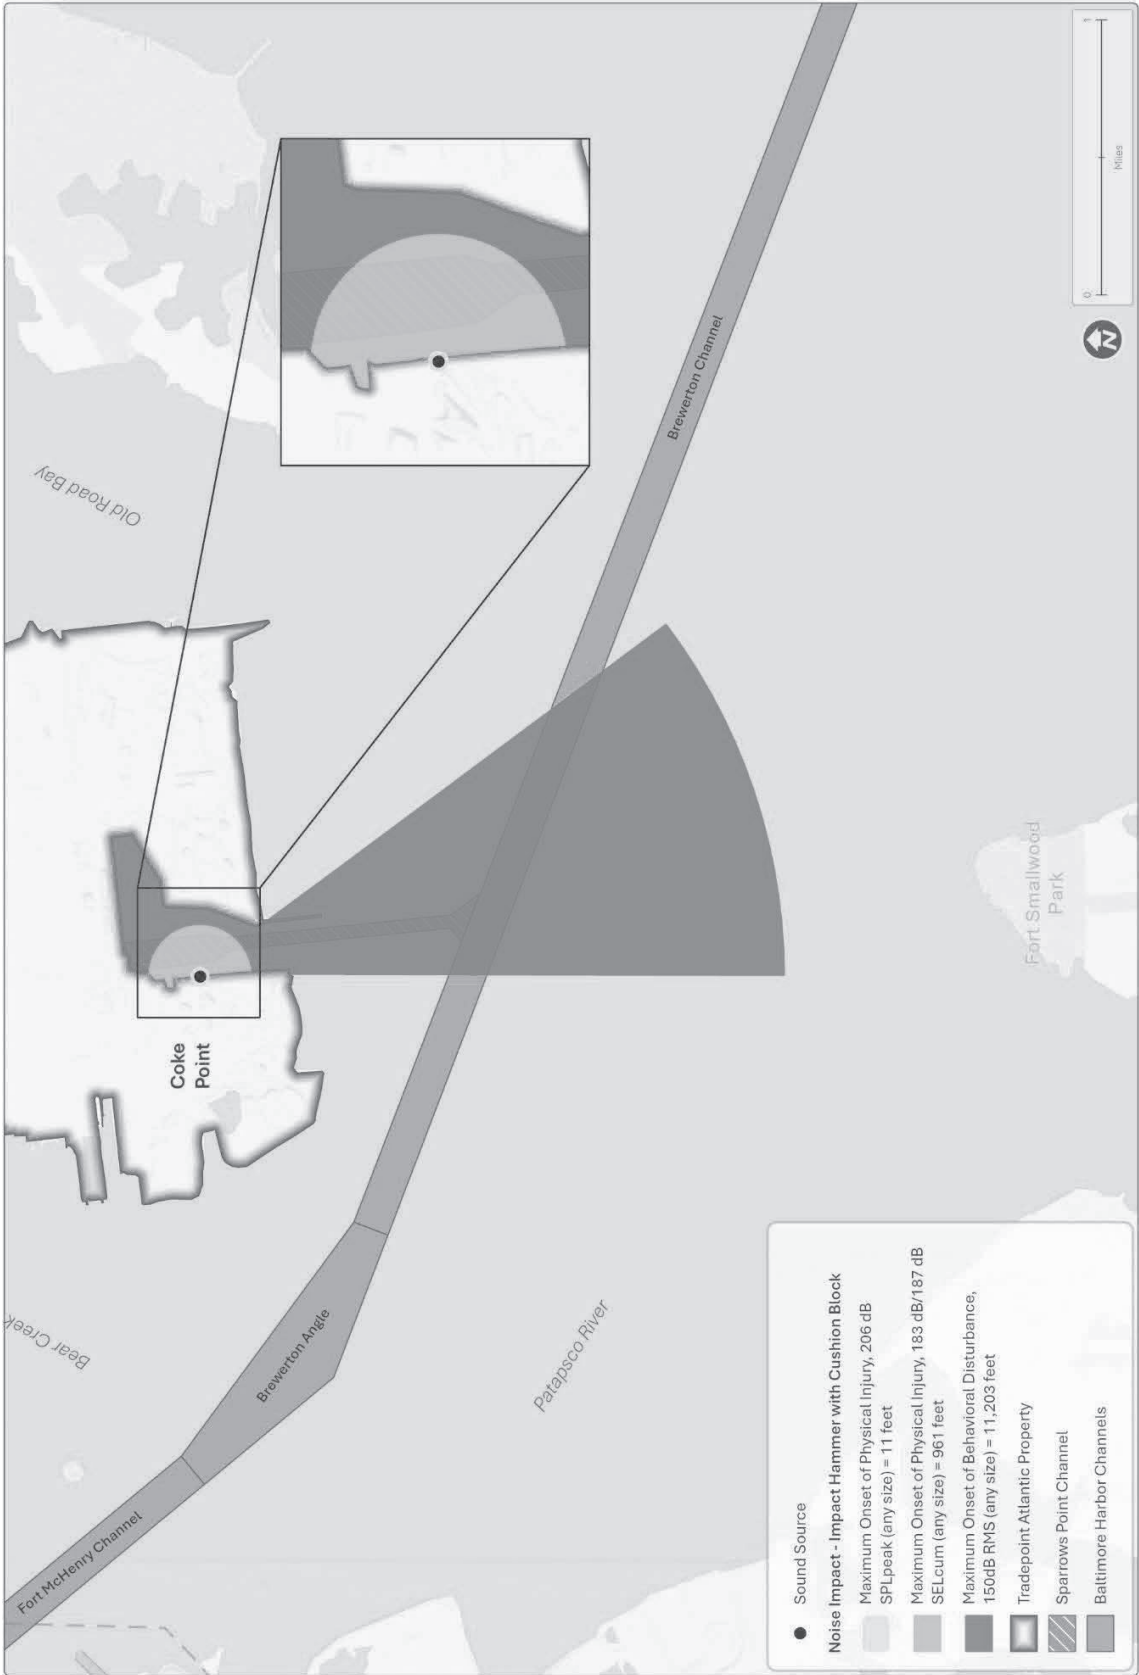 Bear Creek
Old Road Bay
Fort McHenry Channel
Brewerton Angle
Coke
Point
Brewerton Channel
Patapsco River
Fort Smallwood
Park
Sound Source
Noise Impact - Impact Hammer with Cushion Block
Maximum Onset of Physical Injury, 206 dB
SPLpeak (any size) = 11 feet
Maximum Onset of Physical Injury, 183 dB/187 dB
SELcum (any size) = 961 feet
Maximum Onset of Behavioral Disturbance,
150dB RMS (any size) = 11,203 feet
Tradepoint Atlantic Property
Sparrows Point Channel
Baltimore Harbor Channels
N
0
1
Miles